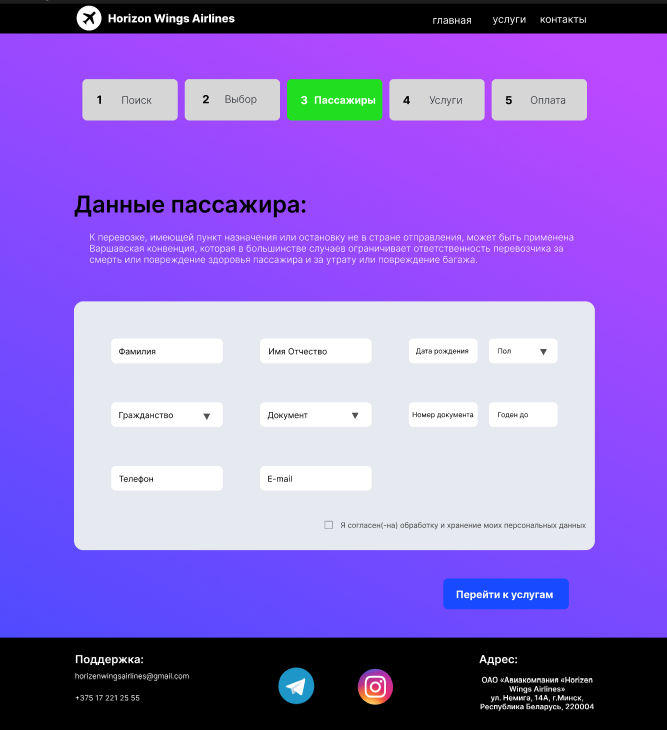 Horizon Wings Airlines
главная услуги контакты
1 Поиск 2 Выбор 3 Пассажиры 4 Услуги 5 Оплата
Данные пассажира:
К перевозке, имеющей пункт назначения или остановку не в стране отправления, может быть применена
Варшавская конвенция, которая в большинстве случаев ограничивает ответственность перевозчика за
смерть или повреждение здоровья пассажира и за утрату или повреждение багажа.
Фамилия Имя Отчество Дата рождения Пол
Гражданство Документ Номер документа Годен до
Телефон E-mail
Я согласен(-на) обработку и хранение моих персональных данных
Перейти к услугам
Поддержка:
horizenwingsairlines@gmail.com
+375 17 221 25 55
Адрес:
ОАО «Авиакомпания «Horizen
Wings Airlines»
ул. Немига, 14А, г.Минск,
Республика Беларусь, 220004